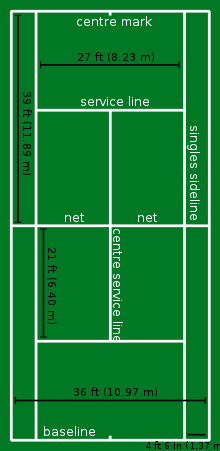 centre mark
27 ft (8.23 m)
39 ft (11.89 m)
service line
singles sideline
net
net
21 ft (6.40 m)
centre service line
36 ft (10.97 m)
baseline
4 ft 6 in (1.37 m